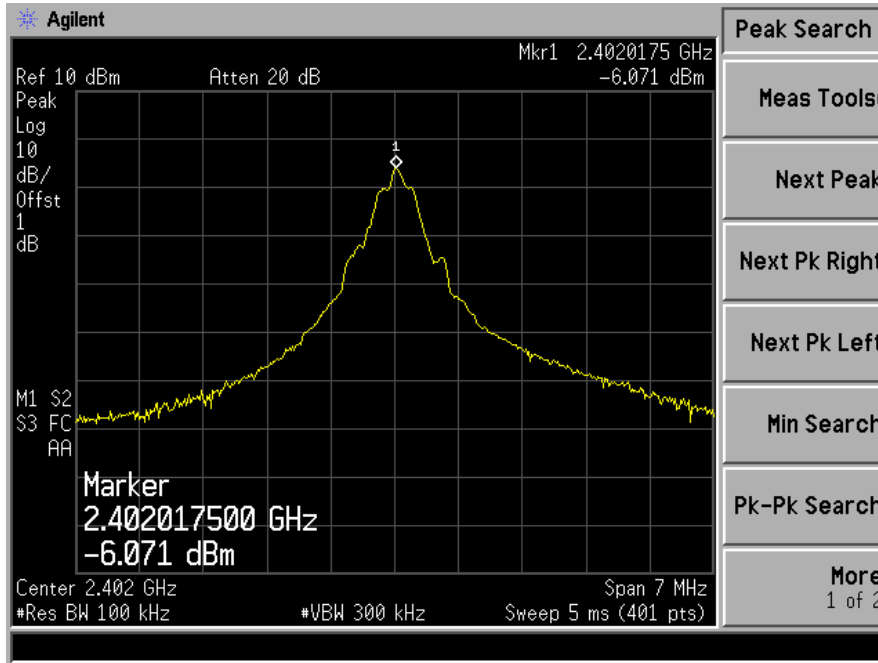 Agilent
Peak Search
Mkr1 2.4020175 GHz
Ref 10 dBm Atten 20 dB -6.071 dBm
Peak
Log
10
dB/
Offst
1
dB
1
M1 S2
S3 FC
AA
Marker
2.402017500 GHz
-6.071 dBm
Center 2.402 GHz Span 7 MHz
#Res BW 100 kHz #VBW 300 kHz Sweep 5 ms (401 pts)
Meas Tools
Next Peak
Next Pk Right
Next Pk Left
Min Search
Pk-Pk Search
More
1 of 2